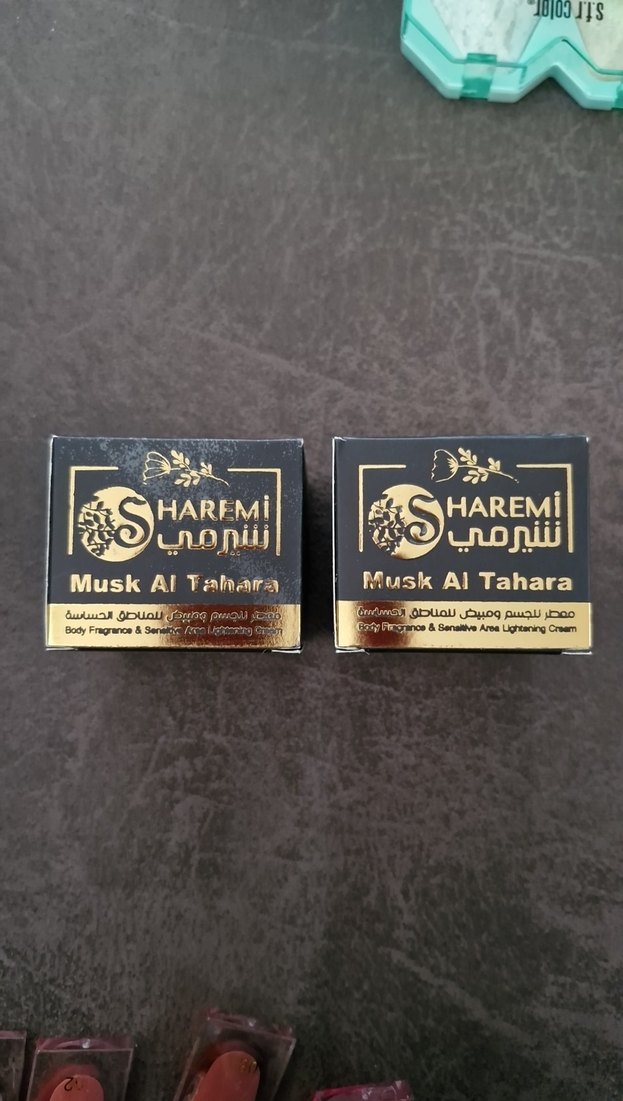 s.f.r color
SHAREMi
شيرمي
Musk Al Tahara
معطر للجسم ومبيض للمناطق الحساسة
Body Fragrance & Sensitive Area Lightening Cream
SHAREMi
شيرمي
Musk Al Tahara
معطر للجسم ومبيض للمناطق الحساسة
Body Fragrance & Sensitive Area Lightening Cream